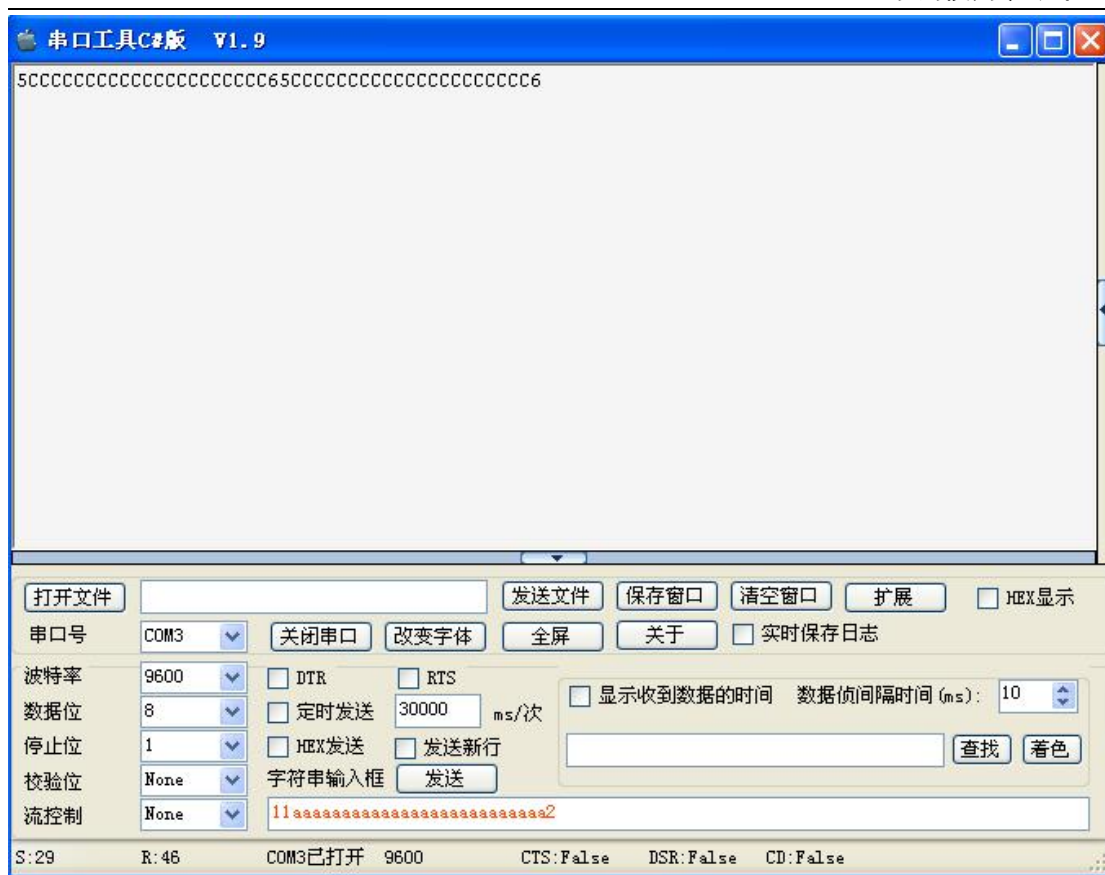 串口工具C#版 V1.9
5CCCCCCCCCCCCCCCCCCCCC65CCCCCCCCCCCCCCCCCCCCC6
打开文件 发送文件 保存窗口 清空窗口 扩展 HEX显示
串口号 COM3 关闭串口 改变字体 全屏 关于 实时保存日志
波特率 9600 DTR RTS
显示收到数据的时间 数据侦间隔时间(ms): 10
数据位 8 定时发送 30000 ms/次
停止位 1 HEX发送 发送新行 查找 着色
校验位 None 字符串输入框 发送
流控制 None 11aaaaaaaaaaaaaaaaaaaaaaaaaa2
S:29 R:46 COM3已打开 9600 CTS:False DSR:False CD:False